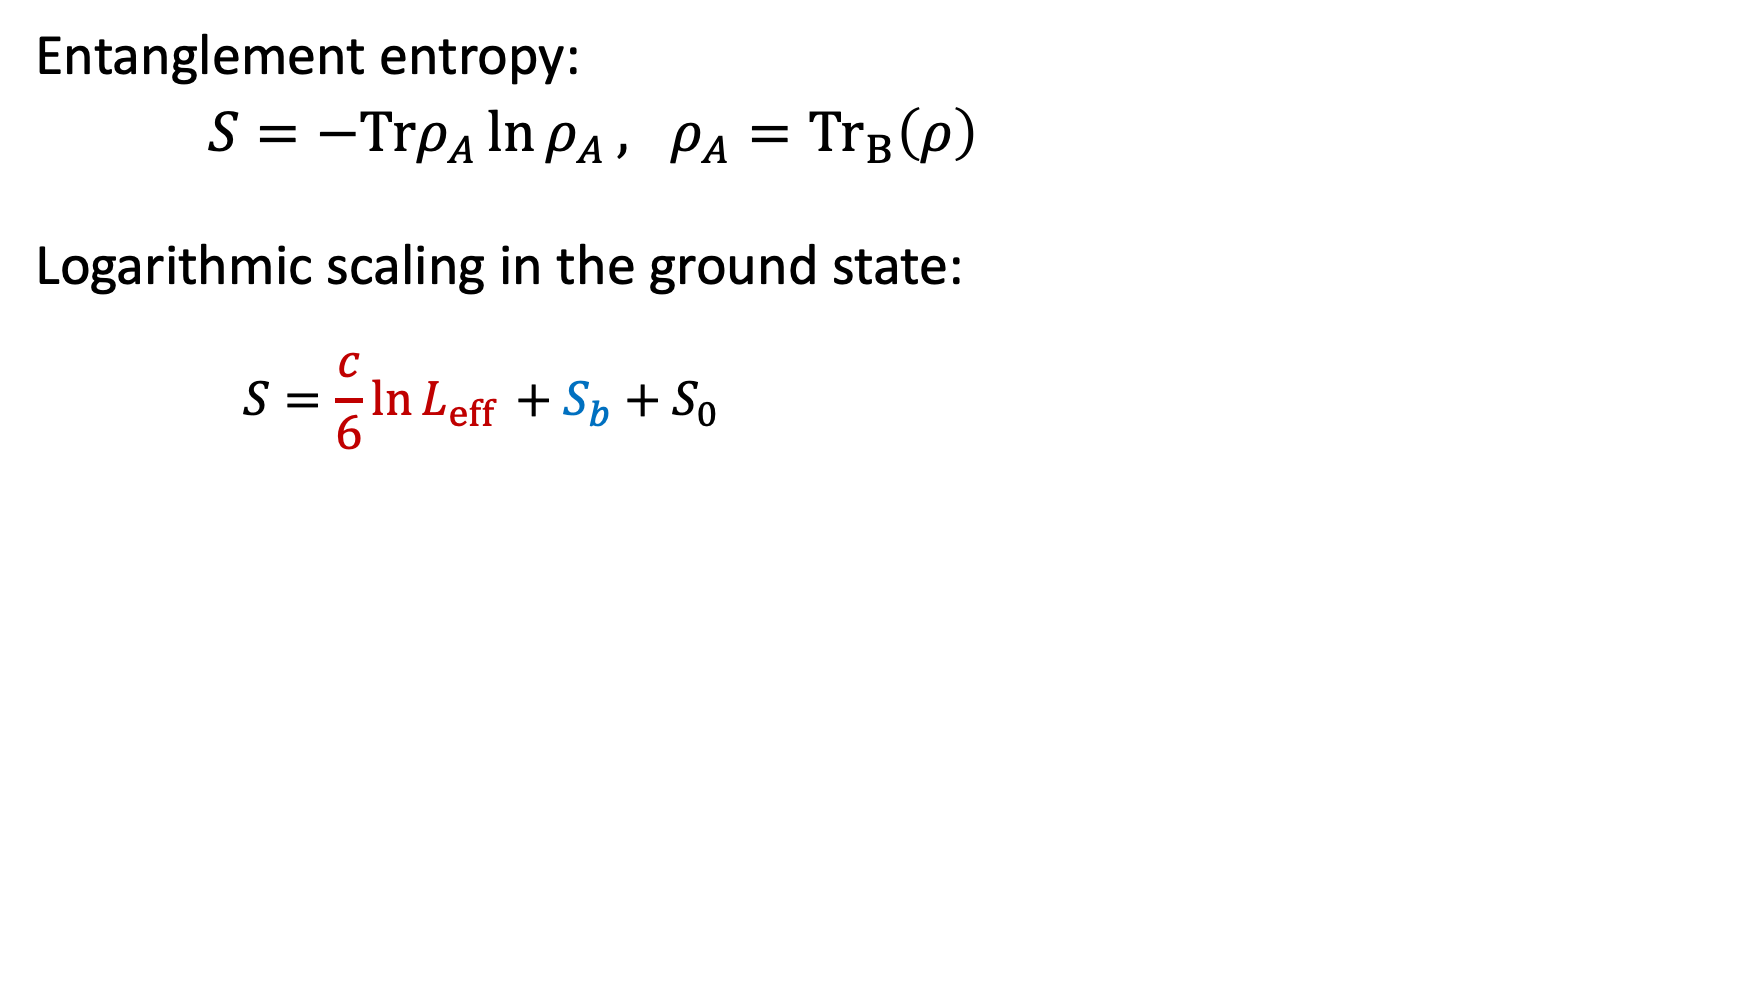 Entanglement entropy:
S = −Trρ_A ln ρ_A , ρ_A = Tr_B(ρ)
Logarithmic scaling in the ground state:
S = c/6 ln L_eff + S_b + S_0